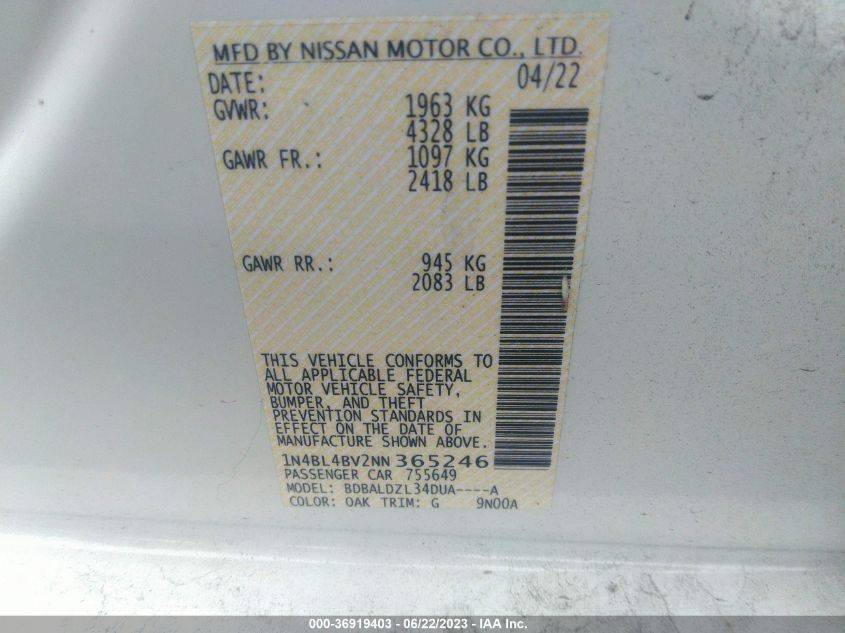 MFD BY NISSAN MOTOR CO., LTD.
DATE: 04/22
GVWR: 1963 KG
4328 LB
GAWR FR.: 1097 KG
2418 LB
GAWR RR.: 945 KG
2083 LB
THIS VEHICLE CONFORMS TO
ALL APPLICABLE FEDERAL
MOTOR VEHICLE SAFETY,
BUMPER, AND THEFT
PREVENTION STANDARDS IN
EFFECT ON THE DATE OF
MANUFACTURE SHOWN ABOVE.
1N4BL4BV2NN365246
PASSENGER CAR 755649
MODEL: BDBALDZL34DUA----A
COLOR: QAK TRIM: G 9N00A
000-36919403 - 06/22/2023 - IAA Inc.